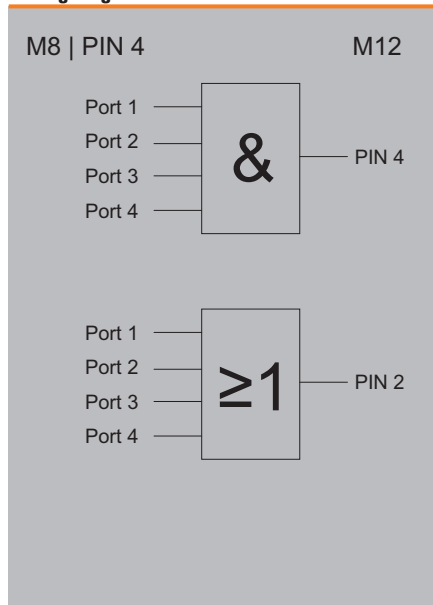 M8 | PIN 4 M12
Port 1
Port 2
Port 3
Port 4
&
PIN 4
Port 1
Port 2
Port 3
Port 4
≥1
PIN 2